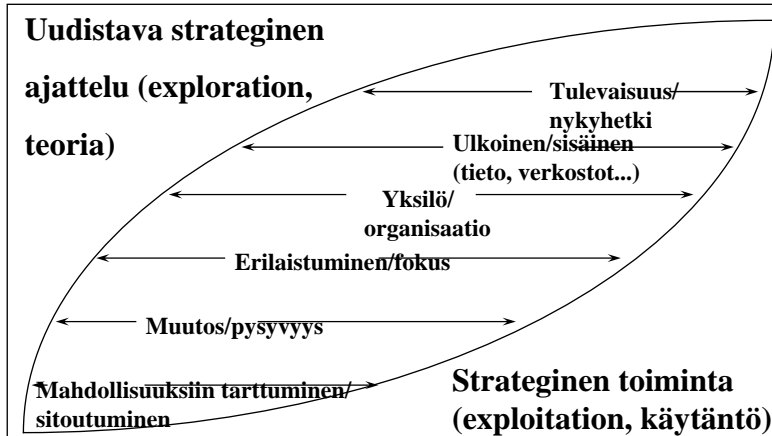 Uudistava strateginen
ajattelu (exploration,
teoria)
Tulevaisuus/
nykyhetki
Ulkoinen/sisäinen
(tieto, verkostot...)
Yksilö/
organisaatio
Erilaistuminen/fokus
Muutos/pysyvyys
Mahdollisuuksiin tarttuminen/
sitoutuminen
Strateginen toiminta
(exploitation, käytäntö)